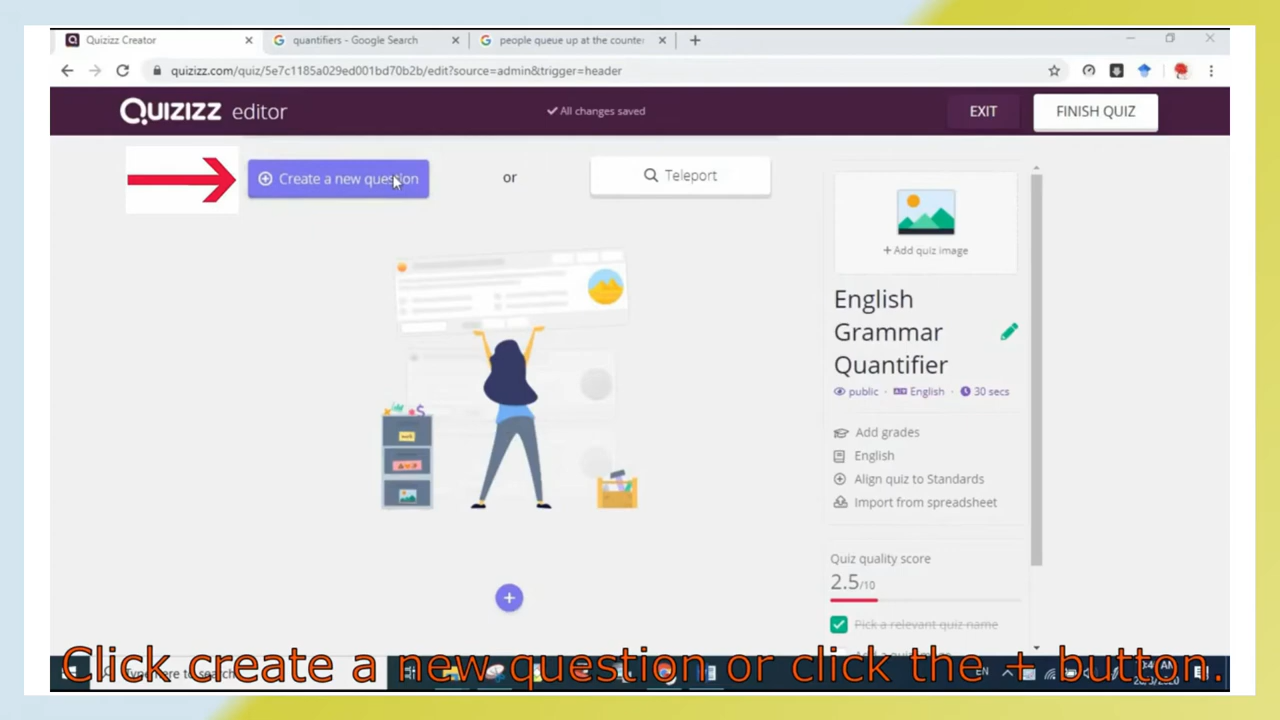 Quizizz Creator
quantifiers - Google Search
people queue up at the counte
quizizz.com/quiz/5e7c1185a029ed001bd70b2b/edit?source=admin&trigger=header
QUIZIZZ editor
All changes saved
EXIT
FINISH QUIZ
Create a new question
or
Teleport
+ Add quiz image
English
Grammar
Quantifier
public · English · 30 secs
Add grades
English
Align quiz to Standards
Import from spreadsheet
Quiz quality score
2.5/10
Pick a relevant quiz name
Click create a new question or click the + button.
EN